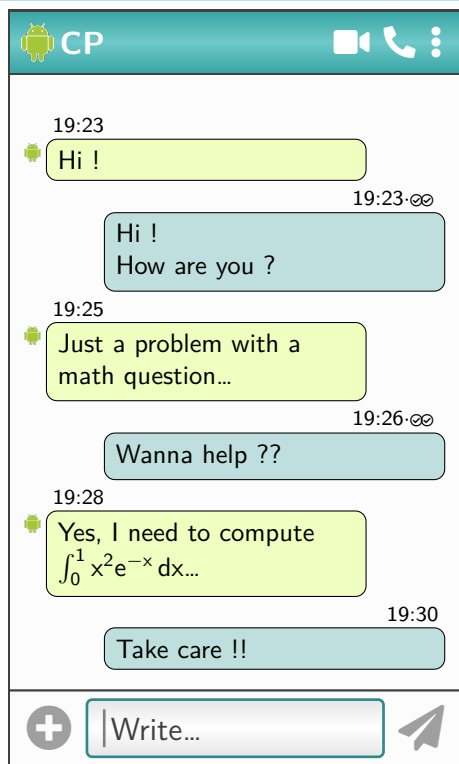 CP
19:23
Hi !
19:23
Hi !
How are you ?
19:25
Just a problem with a
math question…
19:26
Wanna help ??
19:28
Yes, I need to compute
∫₀¹ x²e⁻ˣ dx…
19:30
Take care !!
Write…